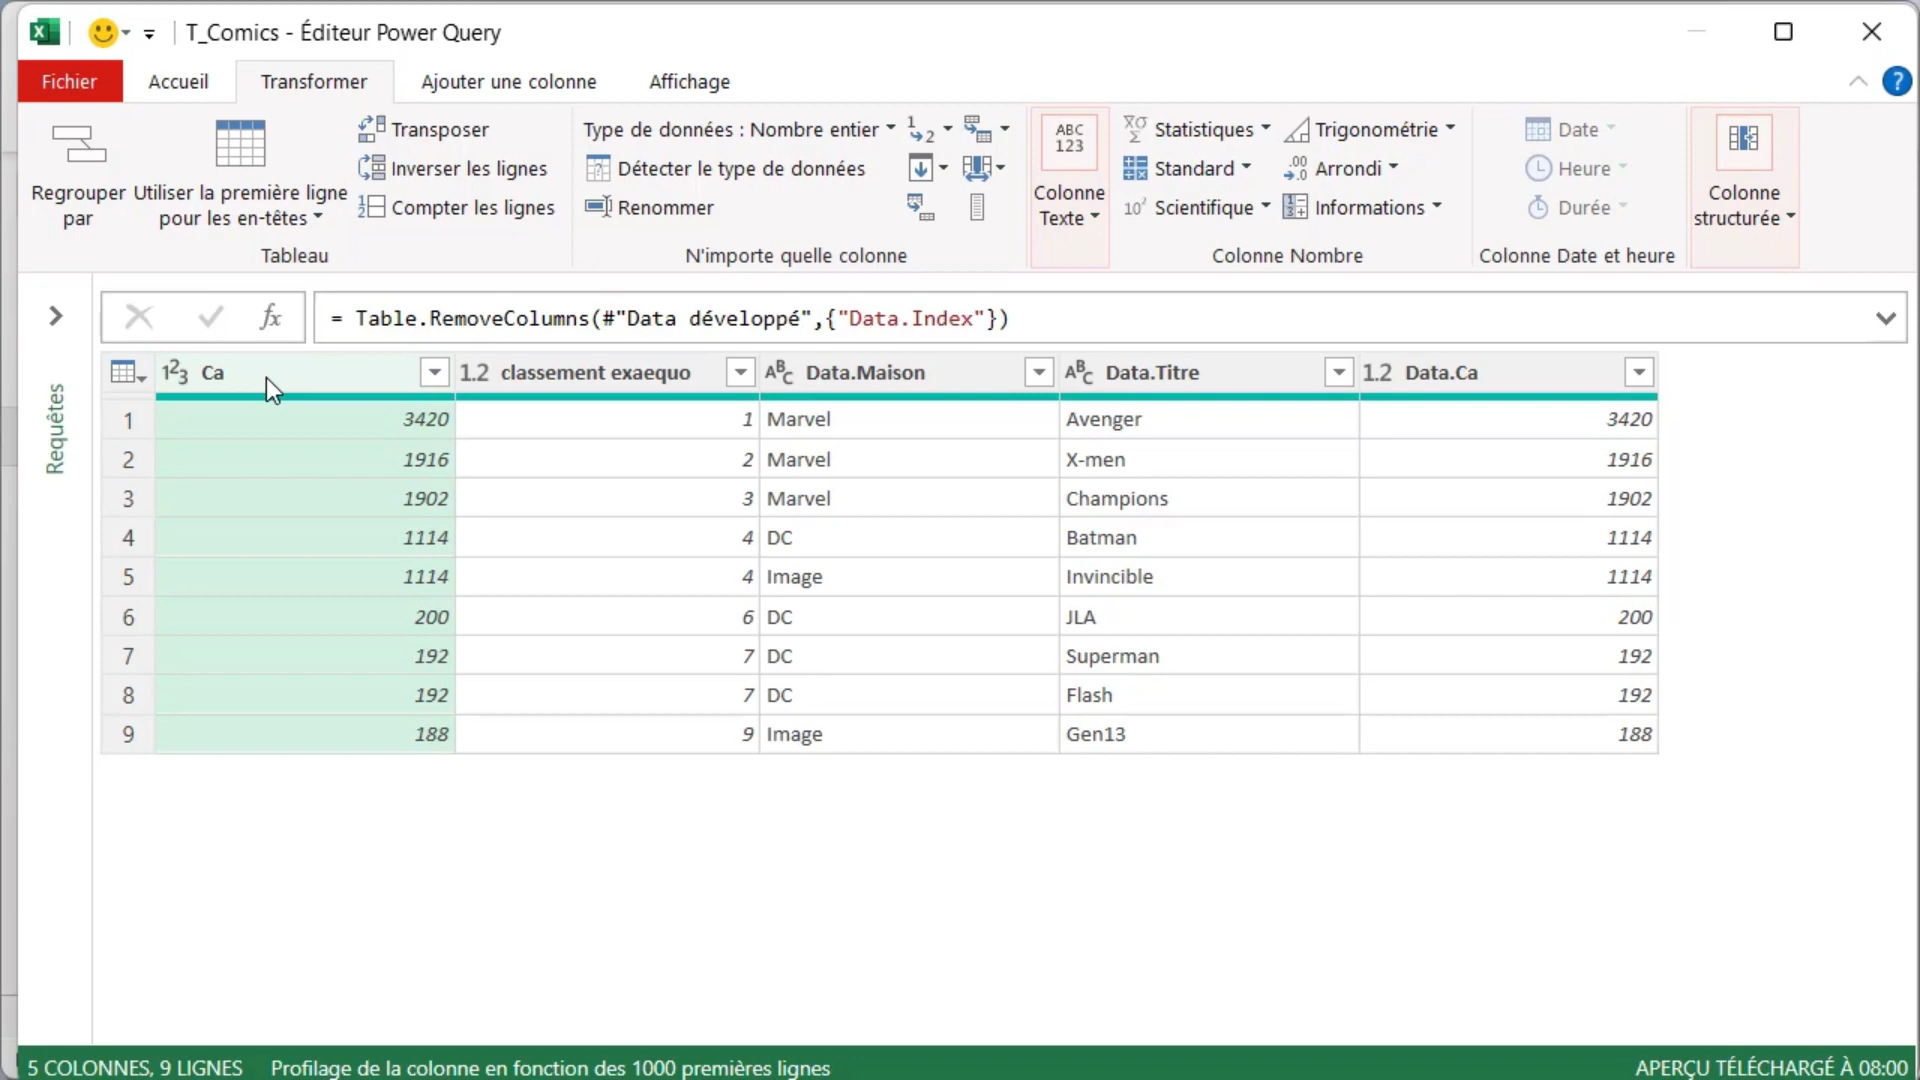 T_Comics - Éditeur Power Query
Fichier Accueil Transformer Ajouter une colonne Affichage ?
Regrouper par
Utiliser la première ligne pour les en-têtes
Transposer
Inverser les lignes
Compter les lignes
Tableau
Type de données : Nombre entier
Détecter le type de données
Renommer
N'importe quelle colonne
ABC
123
Colonne
Texte
Statistiques
Standard
Scientifique
Trigonométrie
Arrondi
Informations
Colonne Nombre
Date
Heure
Durée
Colonne Date et heure
Colonne
structurée
Requêtes
fx = Table.RemoveColumns(#"Data développé",{"Data.Index"})
123 Ca 1.2 classement exaequo ABC Data.Maison ABC Data.Titre 1.2 Data.Ca
1 3420 1 Marvel Avenger 3420
2 1916 2 Marvel X-men 1916
3 1902 3 Marvel Champions 1902
4 1114 4 DC Batman 1114
5 1114 4 Image Invincible 1114
6 200 6 DC JLA 200
7 192 7 DC Superman 192
8 192 7 DC Flash 192
9 188 9 Image Gen13 188
5 COLONNES, 9 LIGNES Profilage de la colonne en fonction des 1000 premières lignes APERÇU TÉLÉCHARGÉ À 08:00